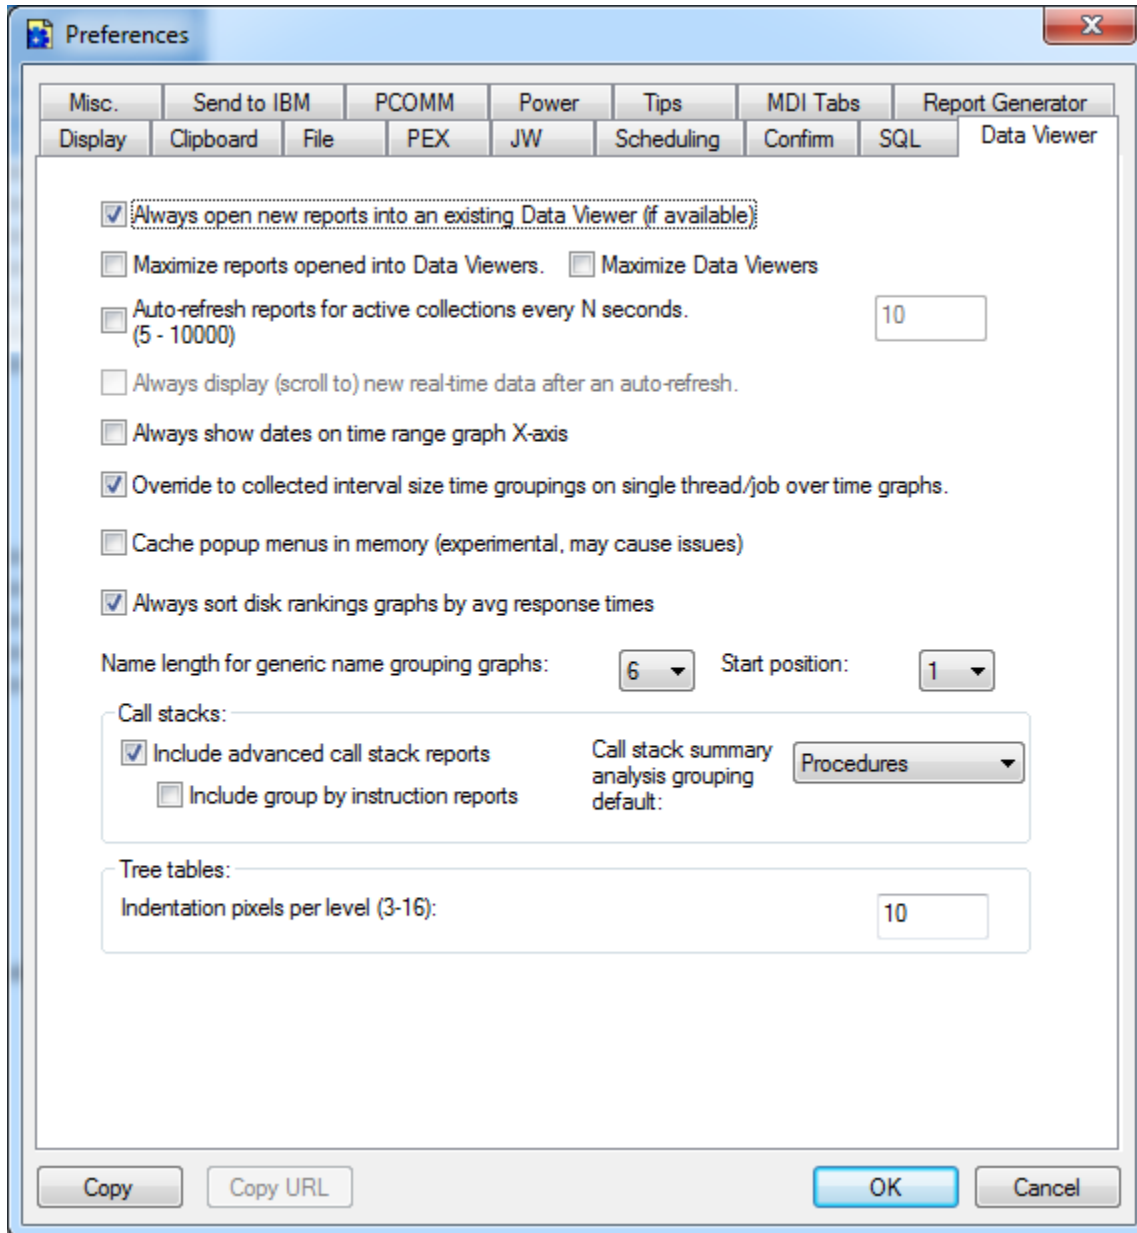 Preferences
Misc. Send to IBM PCOMM Power Tips MDI Tabs Report Generator
Display Clipboard File PEX JW Scheduling Confirm SQL Data Viewer
Always open new reports into an existing Data Viewer (if available)
Maximize reports opened into Data Viewers. Maximize Data Viewers
Auto-refresh reports for active collections every N seconds.
(5 - 10000)
10
Always display (scroll to) new real-time data after an auto-refresh.
Always show dates on time range graph X-axis
Override to collected interval size time groupings on single thread/job over time graphs.
Cache popup menus in memory (experimental, may cause issues)
Always sort disk rankings graphs by avg response times
Name length for generic name grouping graphs: 6 Start position: 1
Call stacks:
Include advanced call stack reports
Include group by instruction reports
Call stack summary
analysis grouping
default:
Procedures
Tree tables:
Indentation pixels per level (3-16): 10
Copy Copy URL OK Cancel